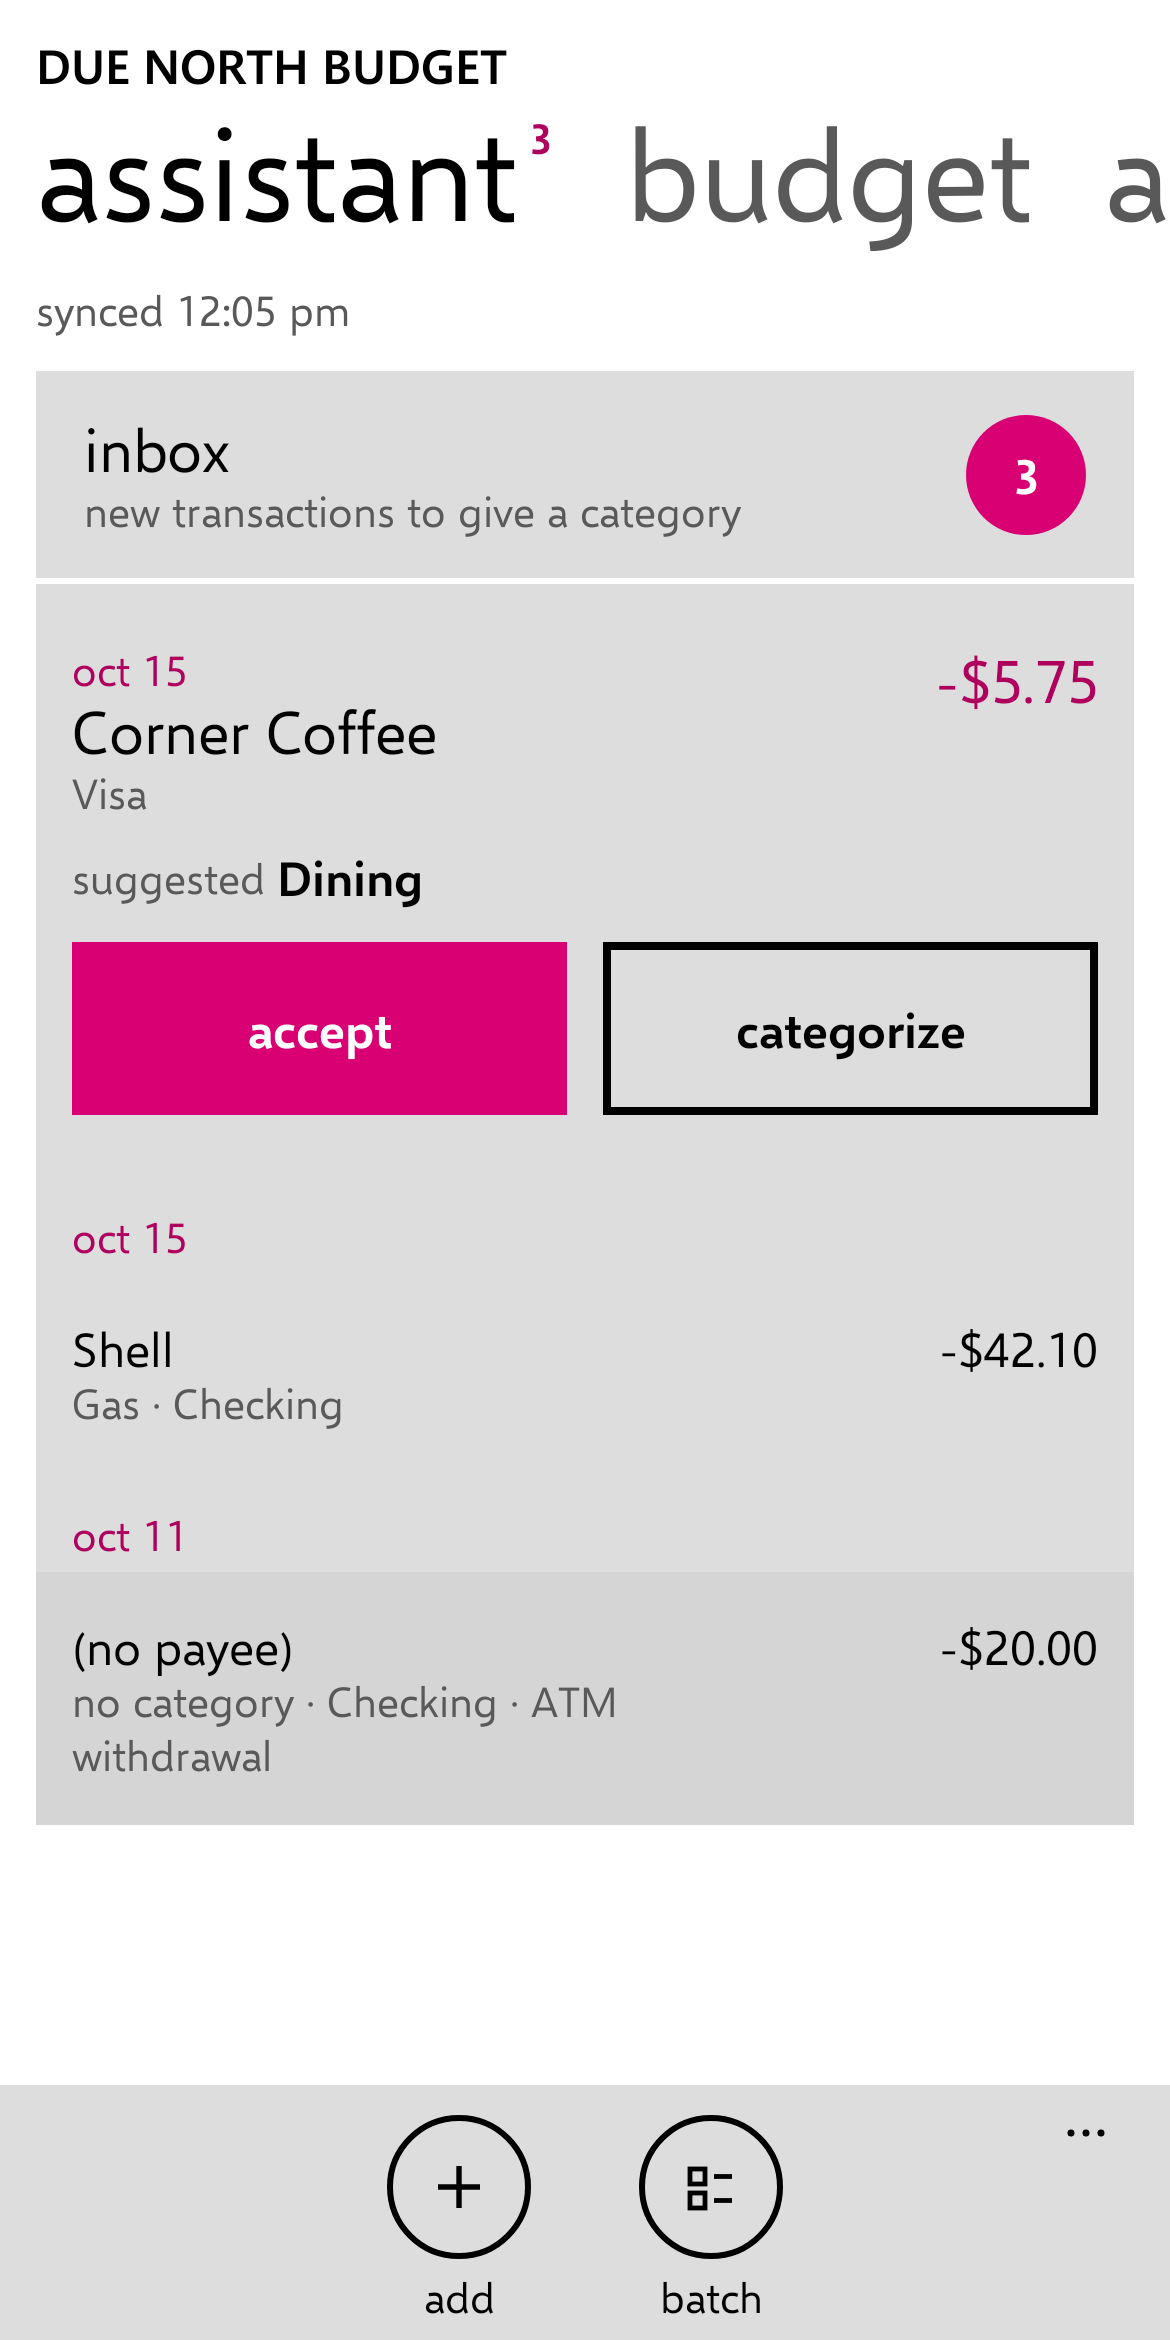 DUE NORTH BUDGET
assistant 3 budget a
synced 12:05 pm
inbox
new transactions to give a category
3
oct 15
-$5.75
Corner Coffee
Visa
suggested Dining
accept
categorize
oct 15
Shell
-$42.10
Gas · Checking
oct 11
(no payee)
-$20.00
no category · Checking · ATM
withdrawal
...
add
batch